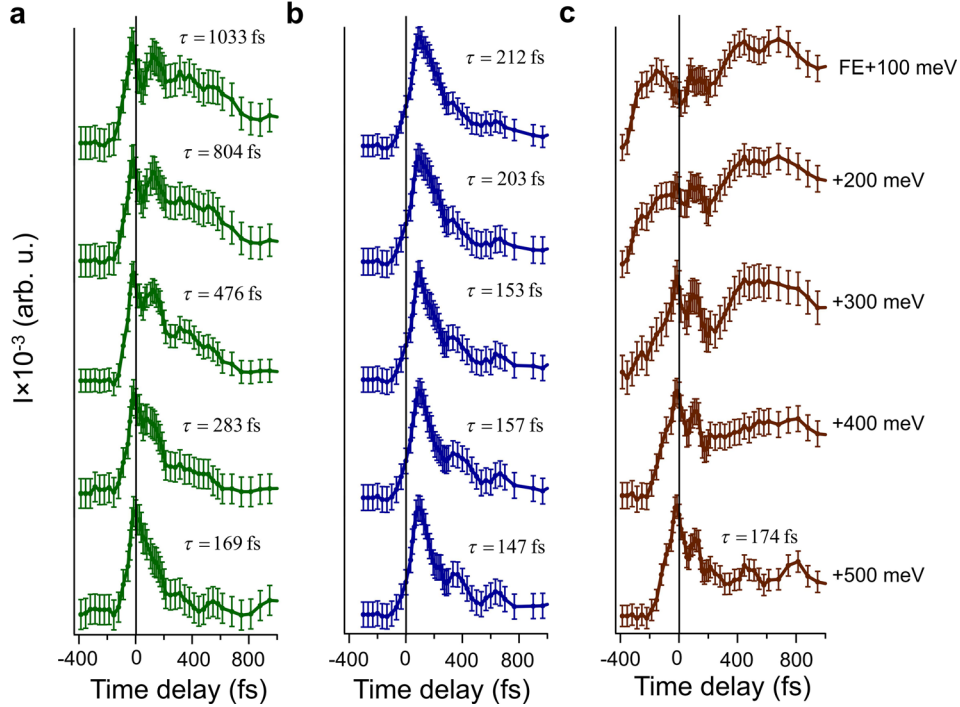 a
b
c
τ = 1033 fs
τ = 212 fs
FE+100 meV
τ = 804 fs
τ = 203 fs
+200 meV
τ = 476 fs
τ = 153 fs
+300 meV
τ = 283 fs
τ = 157 fs
+400 meV
τ = 169 fs
τ = 147 fs
τ = 174 fs
+500 meV
I×10⁻³ (arb. u.)
-400 0 400 800
-400 0 400 800
-400 0 400 800
Time delay (fs)
Time delay (fs)
Time delay (fs)